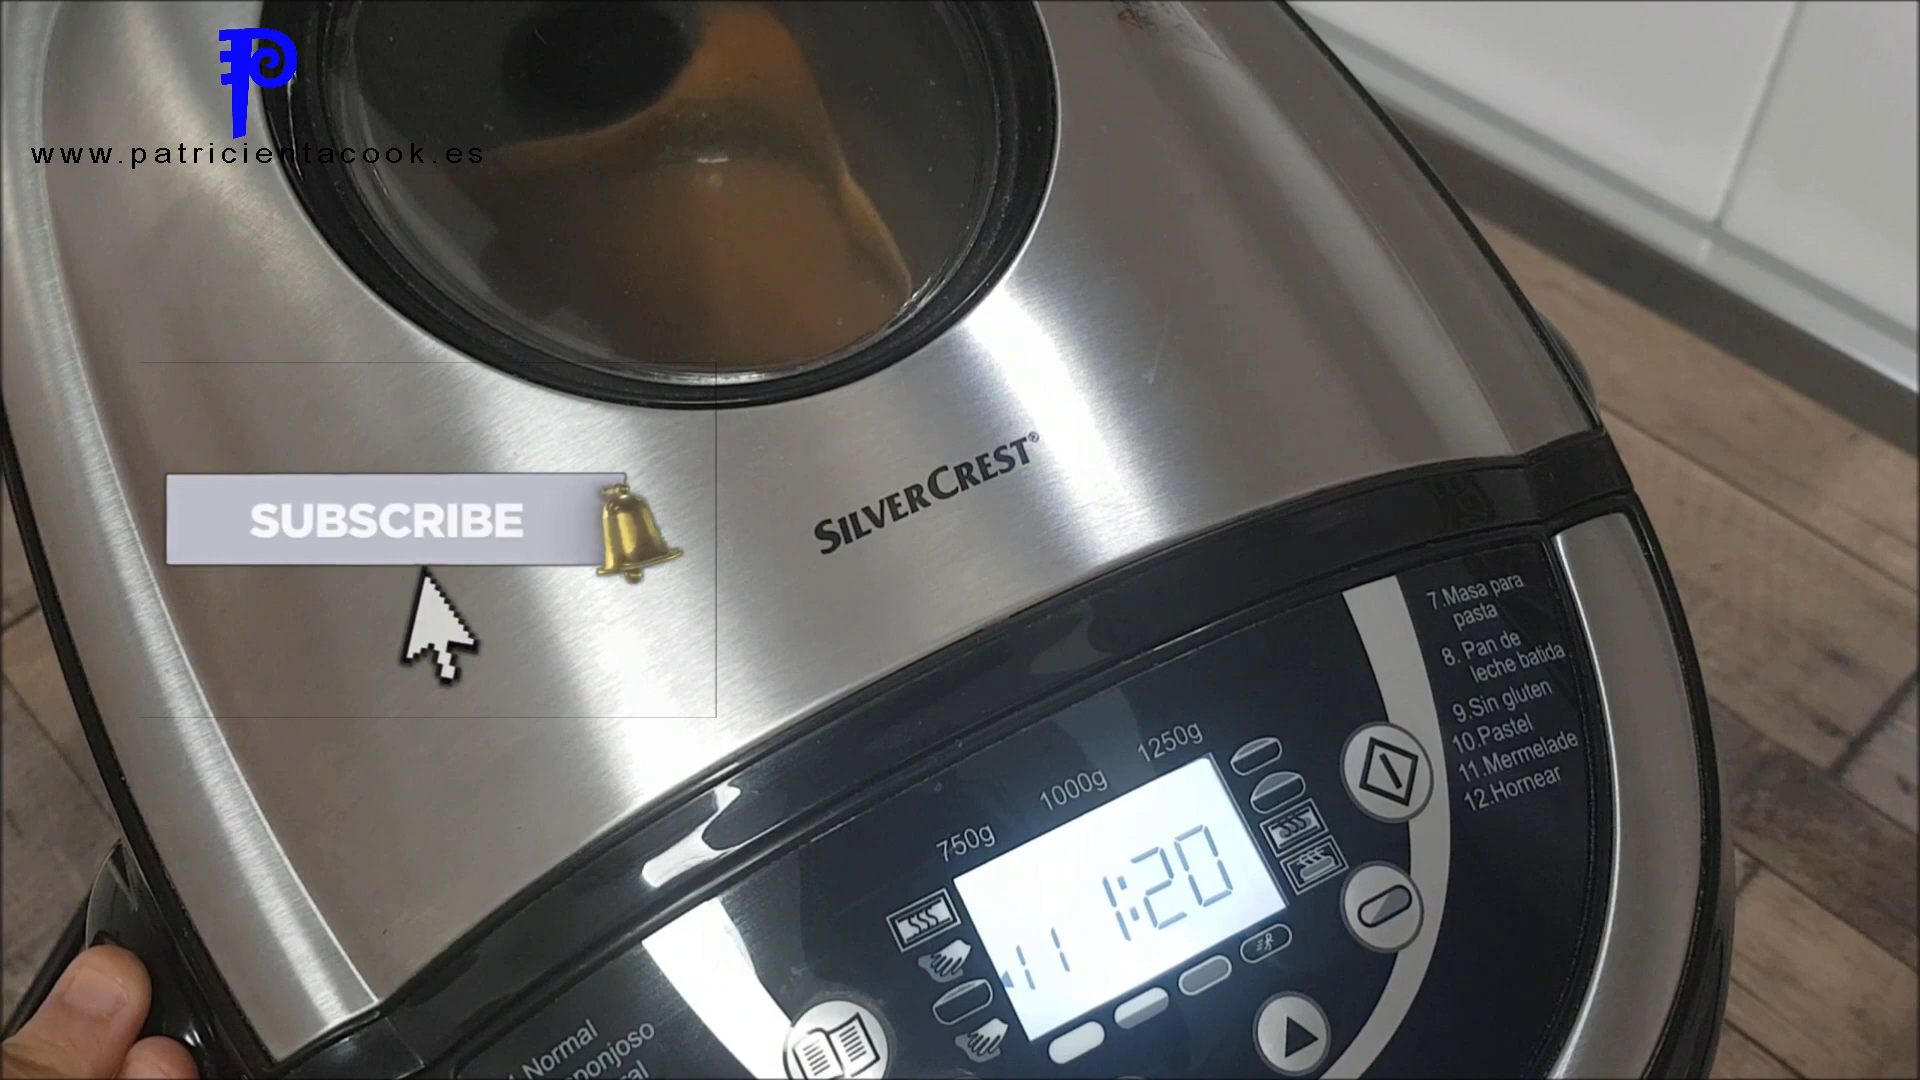 www.patricientacook.es
SUBSCRIBE
SILVERCREST®
7.Masa para
pasta
8. Pan de
leche batida
9.Sin gluten
10.Pastel
11.Mermelade
12.Hornear
750g
1000g
1250g
11 1:20
Normal